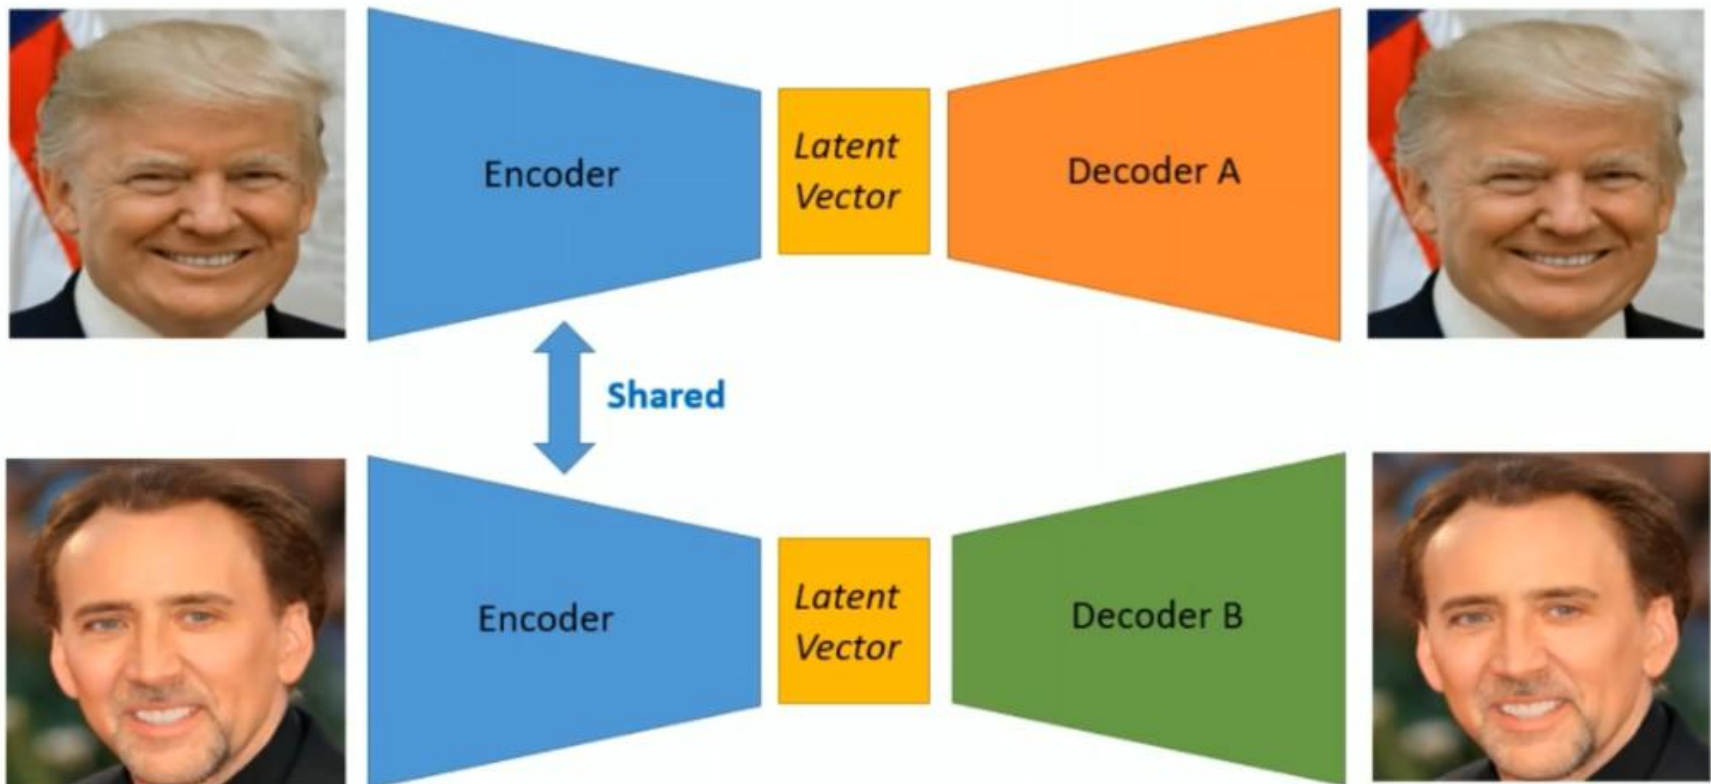 Encoder
Latent
Vector
Decoder A
Shared
Encoder
Latent
Vector
Decoder B